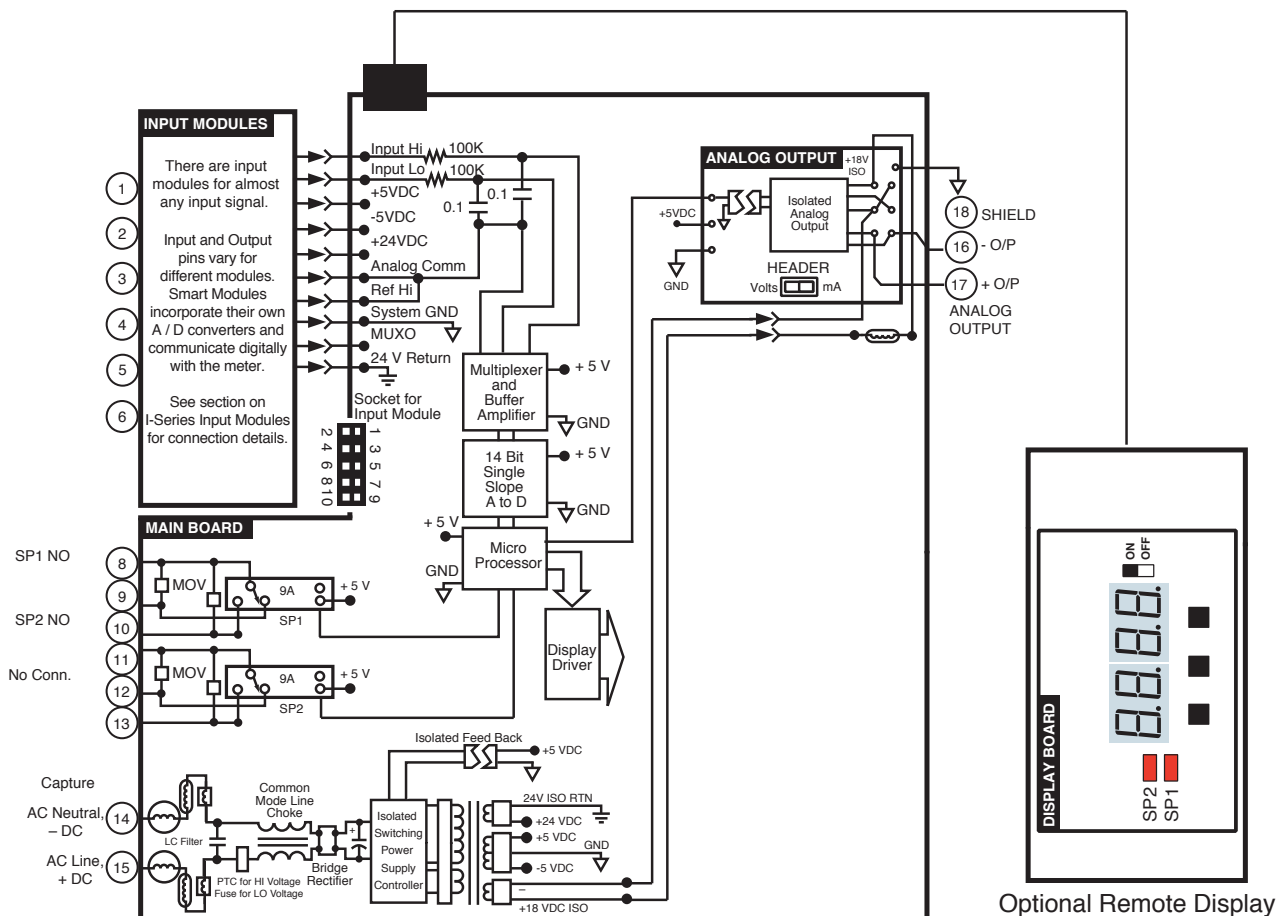 INPUT MODULES
There are input
modules for almost
any input signal.
Input and Output
pins vary for
different modules.
Smart Modules
incorporate their own
A / D converters and
communicate digitally
with the meter.
See section on
I-Series Input Modules
for connection details.
1
2
3
4
5
6
Input Hi
100K
Input Lo
100K
+5VDC
-5VDC
+24VDC
Analog Comm
Ref Hi
System GND
MUXO
24 V Return
0.1
0.1
Socket for
Input Module
2 4 6 8 10
1 3 5 7 9
Multiplexer
and
Buffer
Amplifier
+ 5 V
GND
14 Bit
Single
Slope
A to D
+ 5 V
GND
+ 5 V
Micro
Processor
GND
Display
Driver
ANALOG OUTPUT
+18V
ISO
+5VDC
Isolated
Analog
Output
GND
HEADER
Volts
mA
18
SHIELD
16
- O/P
17
+ O/P
ANALOG
OUTPUT
MAIN BOARD
SP1 NO
8
9
SP2 NO
10
11
No Conn.
12
13
MOV
9A
+ 5 V
SP1
MOV
9A
+ 5 V
SP2
Isolated Feed Back
+5 VDC
Capture
AC Neutral,
– DC
14
AC Line,
+ DC
15
Common
Mode Line
Choke
LC Filter
PTC for HI Voltage
Fuse for LO Voltage
Bridge
Rectifier
+
Isolated
Switching
Power
Supply
Controller
24V ISO RTN
+24 VDC
+5 VDC
GND
-5 VDC
–
+18 VDC ISO
ON
OFF
8.8.8.8.
DISPLAY BOARD
SP2
SP1
Optional Remote Display